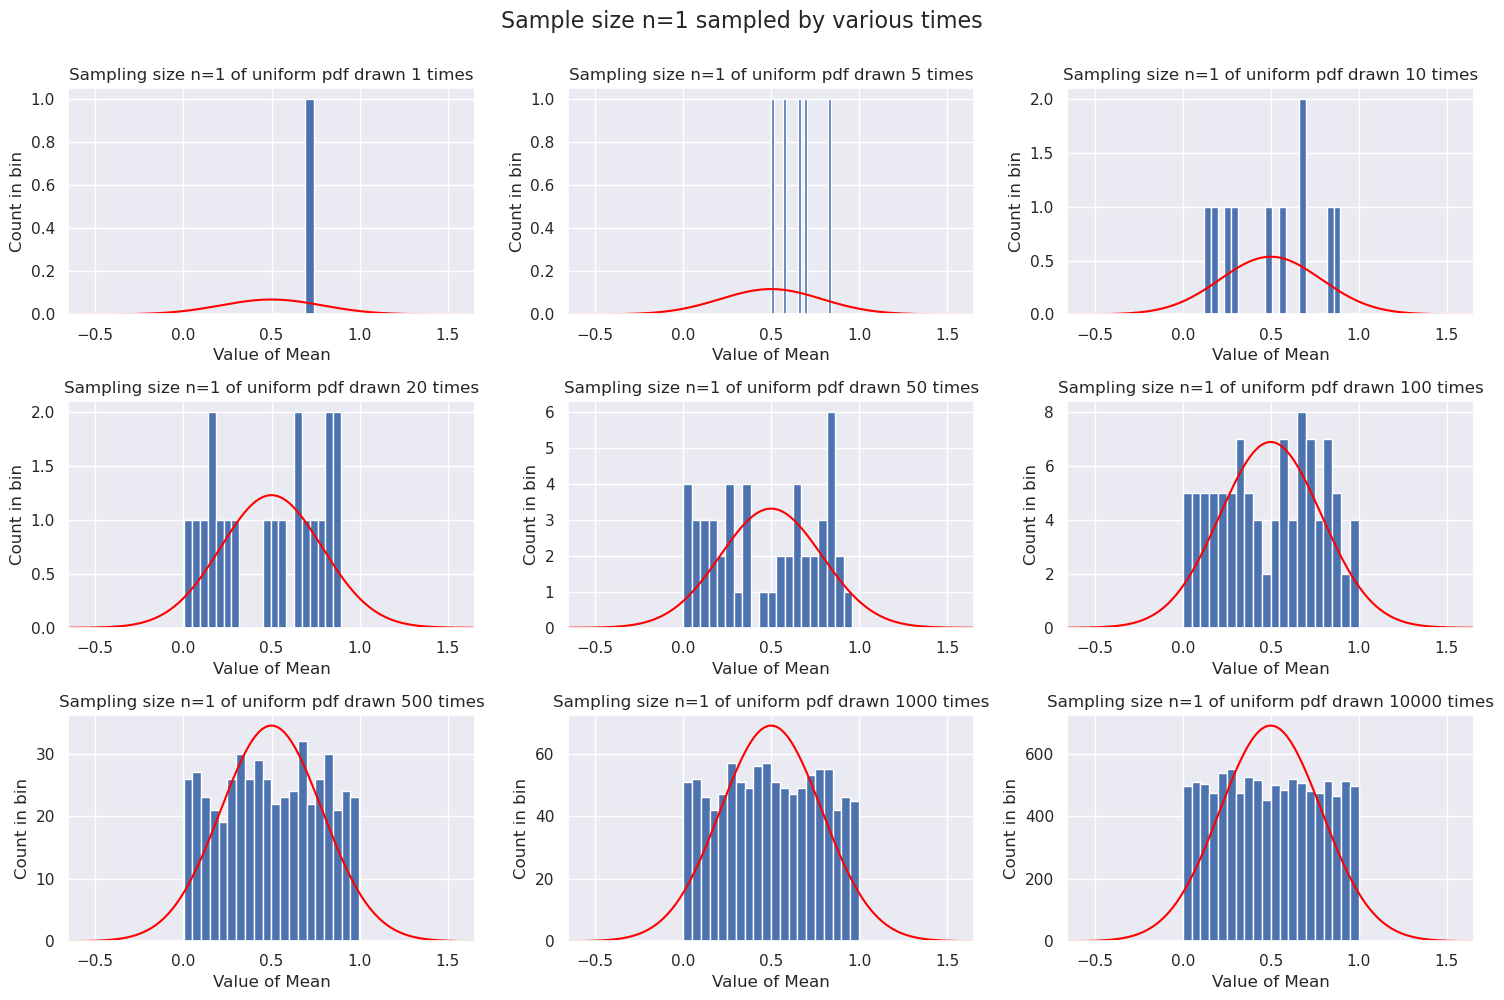 Sample size n=1 sampled by various times
Sampling size n=1 of uniform pdf drawn 1 times
1.0
0.8
0.6
0.4
0.2
0.0
Count in bin
−0.5 0.0 0.5 1.0 1.5
Value of Mean
Sampling size n=1 of uniform pdf drawn 5 times
1.0
0.8
0.6
0.4
0.2
0.0
Count in bin
−0.5 0.0 0.5 1.0 1.5
Value of Mean
Sampling size n=1 of uniform pdf drawn 10 times
2.0
1.5
1.0
0.5
0.0
Count in bin
−0.5 0.0 0.5 1.0 1.5
Value of Mean
Sampling size n=1 of uniform pdf drawn 20 times
2.0
1.5
1.0
0.5
0.0
Count in bin
−0.5 0.0 0.5 1.0 1.5
Value of Mean
Sampling size n=1 of uniform pdf drawn 50 times
6
5
4
3
2
1
0
Count in bin
−0.5 0.0 0.5 1.0 1.5
Value of Mean
Sampling size n=1 of uniform pdf drawn 100 times
8
6
4
2
0
Count in bin
−0.5 0.0 0.5 1.0 1.5
Value of Mean
Sampling size n=1 of uniform pdf drawn 500 times
30
20
10
0
Count in bin
−0.5 0.0 0.5 1.0 1.5
Value of Mean
Sampling size n=1 of uniform pdf drawn 1000 times
60
40
20
0
Count in bin
−0.5 0.0 0.5 1.0 1.5
Value of Mean
Sampling size n=1 of uniform pdf drawn 10000 times
600
400
200
0
Count in bin
−0.5 0.0 0.5 1.0 1.5
Value of Mean